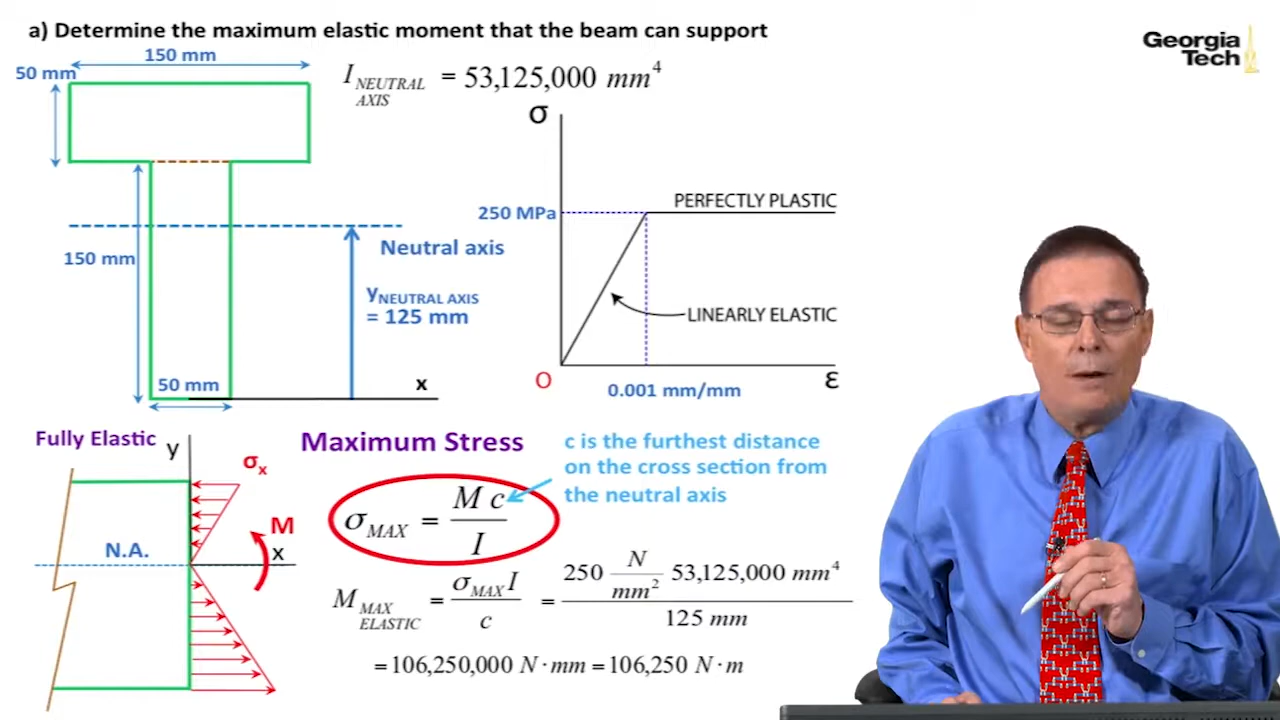 a) Determine the maximum elastic moment that the beam can support
Georgia
Tech
150 mm
50 mm
I NEUTRAL AXIS = 53,125,000 mm⁴
σ
PERFECTLY PLASTIC
250 MPa
Neutral axis
150 mm
yNEUTRAL AXIS
= 125 mm
LINEARLY ELASTIC
50 mm
x
O
0.001 mm/mm
ε
Fully Elastic
y
σx
M
x
N.A.
Maximum Stress
c is the furthest distance
on the cross section from
the neutral axis
σMAX = M c / I
M MAX ELASTIC = σMAX I / c = 250 N/mm² 53,125,000 mm⁴ / 125 mm
= 106,250,000 N·mm = 106,250 N·m